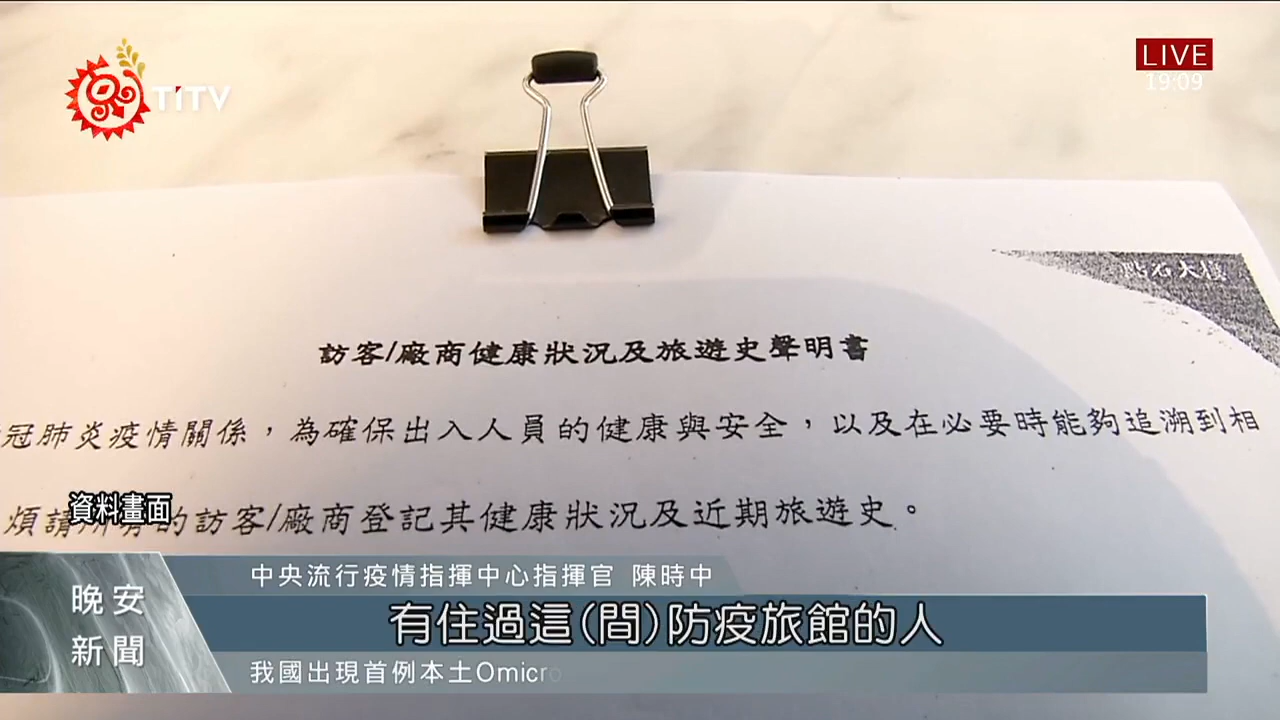 TiTV
LIVE
19:09
點石大樓
訪客/廠商健康狀況及旅遊史聲明書
冠肺炎疫情關係，為確保出入人員的健康與安全，以及在必要時能夠追溯到相
煩請所有的訪客/廠商登記其健康狀況及近期旅遊史。
資料畫面
中央流行疫情指揮中心指揮官 陳時中
晚安
新聞
有住過這(間)防疫旅館的人
我國出現首例本土Omicro